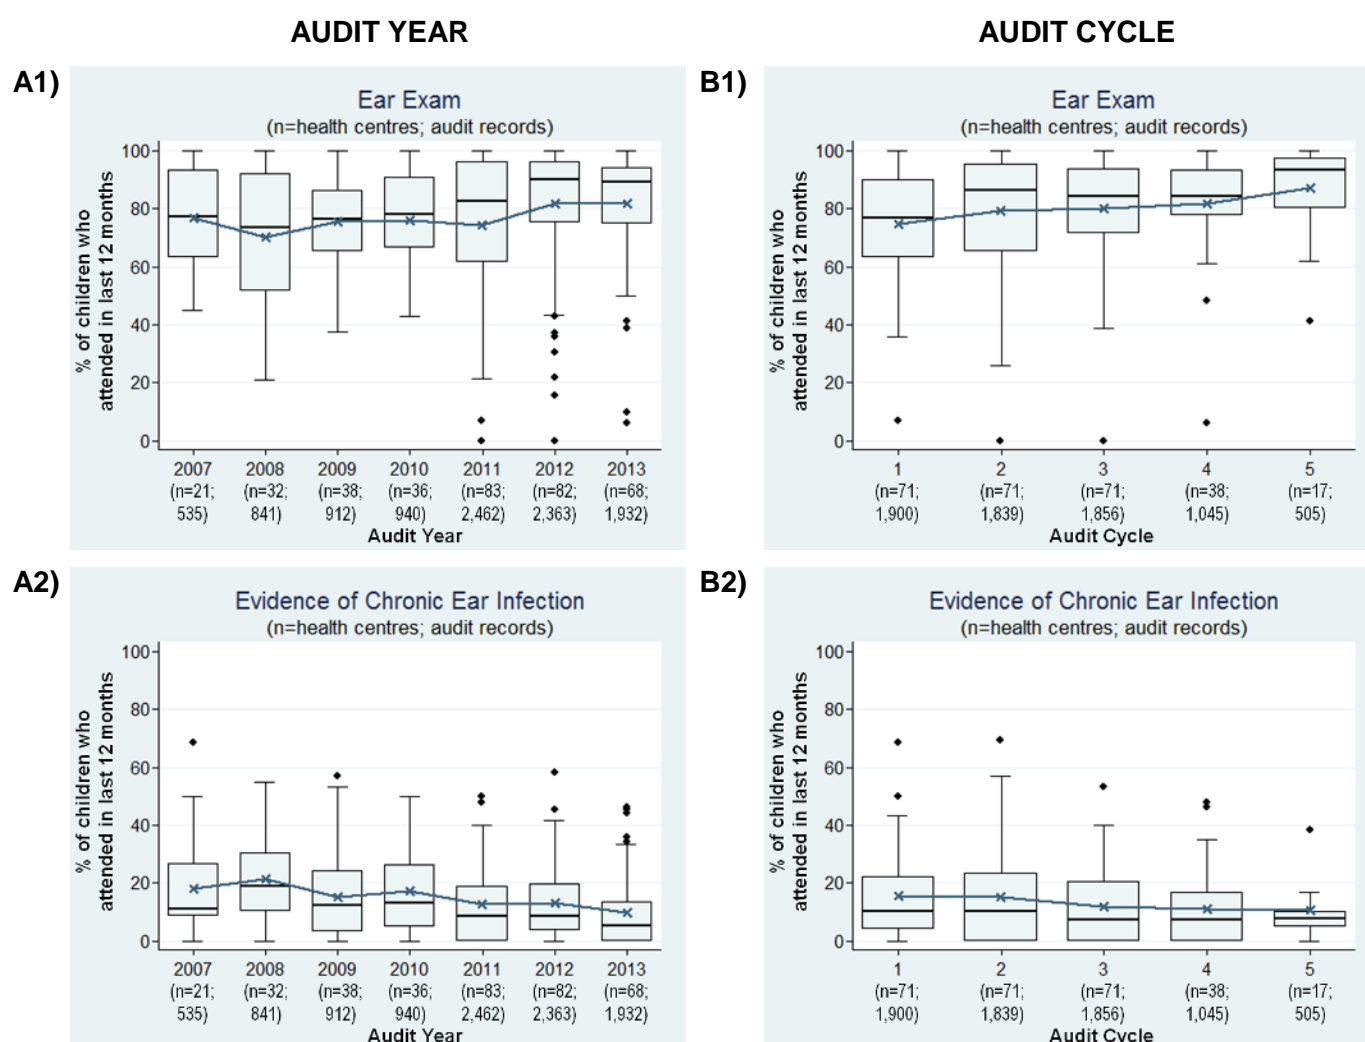 AUDIT YEAR
AUDIT CYCLE
A1)
Ear Exam
(n=health centres; audit records)
% of children who
attended in last 12 months
100
80
60
40
20
0
2007 2008 2009 2010 2011 2012 2013
(n=21; (n=32; (n=38; (n=36; (n=83; (n=82; (n=68;
535) 841) 912) 940) 2,462) 2,363) 1,932)
Audit Year
B1)
Ear Exam
(n=health centres; audit records)
% of children who
attended in last 12 months
100
80
60
40
20
0
1 2 3 4 5
(n=71; (n=71; (n=71; (n=38; (n=17;
1,900) 1,839) 1,856) 1,045) 505)
Audit Cycle
A2)
Evidence of Chronic Ear Infection
(n=health centres; audit records)
% of children who
attended in last 12 months
100
80
60
40
20
0
2007 2008 2009 2010 2011 2012 2013
(n=21; (n=32; (n=38; (n=36; (n=83; (n=82; (n=68;
535) 841) 912) 940) 2,462) 2,363) 1,932)
Audit Year
B2)
Evidence of Chronic Ear Infection
(n=health centres; audit records)
% of children who
attended in last 12 months
100
80
60
40
20
0
1 2 3 4 5
(n=71; (n=71; (n=71; (n=38; (n=17;
1,900) 1,839) 1,856) 1,045) 505)
Audit Cycle